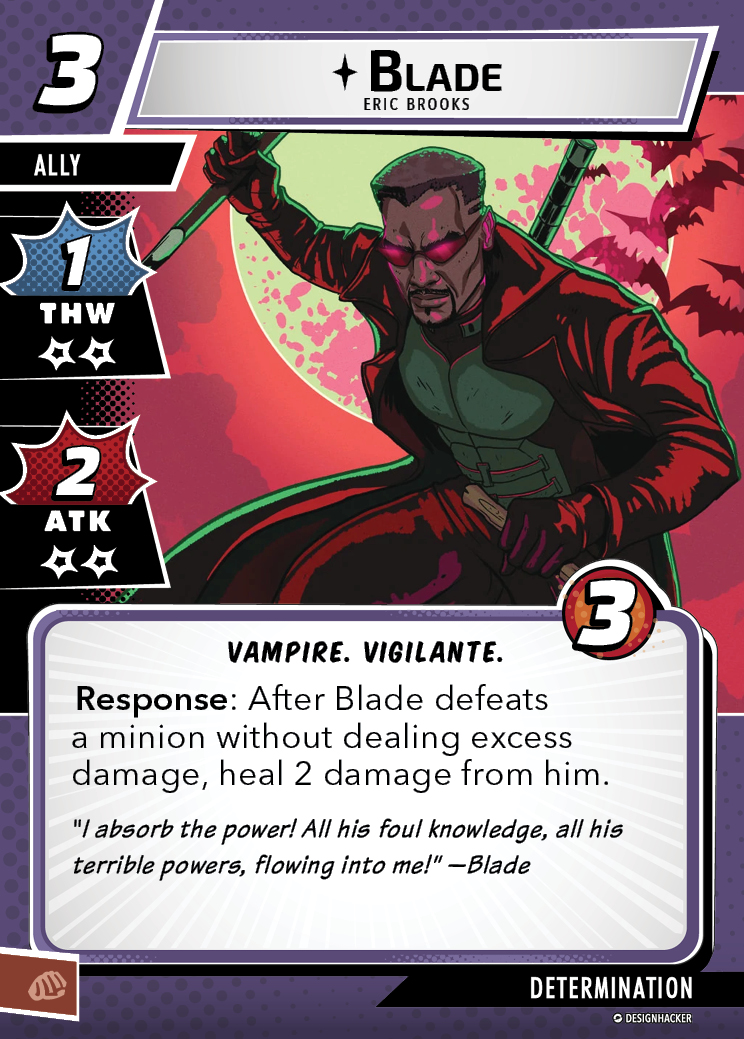 3
BLADE
ERIC BROOKS
ALLY
1
THW
2
ATK
3
VAMPIRE. VIGILANTE.
Response: After Blade defeats
a minion without dealing excess
damage, heal 2 damage from him.
"I absorb the power! All his foul knowledge, all his
terrible powers, flowing into me!" —Blade
DETERMINATION
DESIGNHACKER